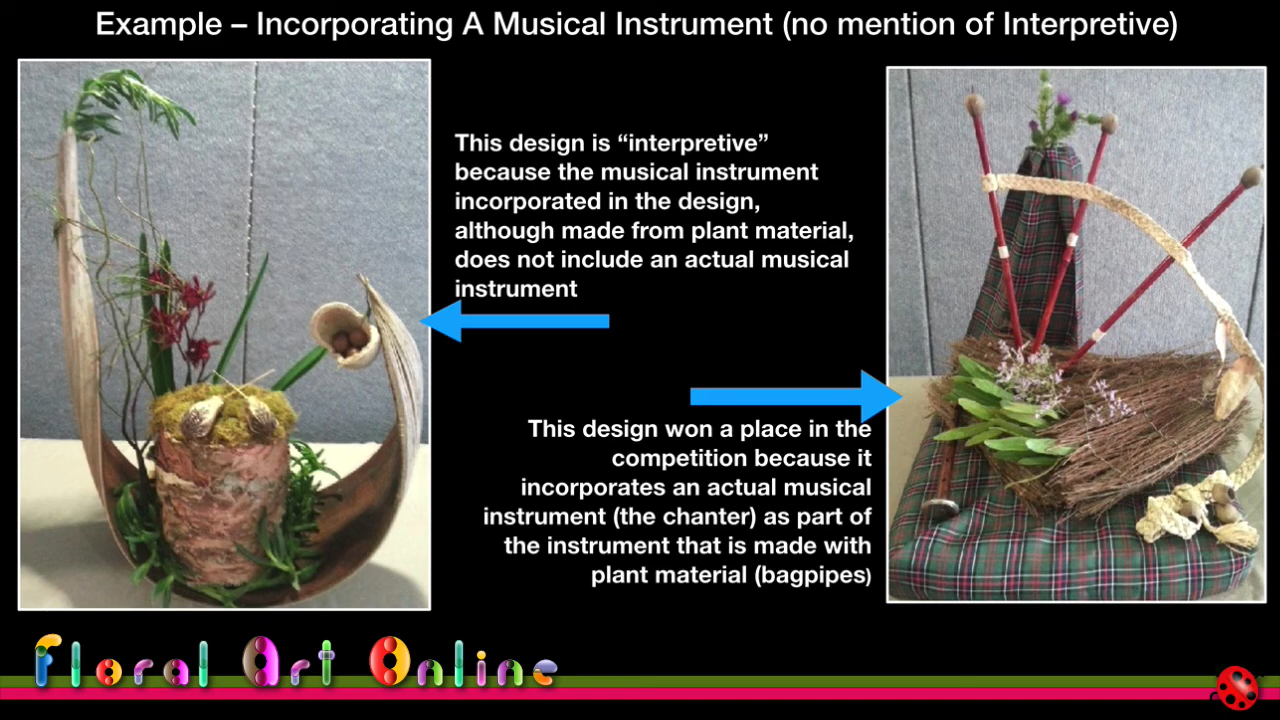 Example – Incorporating A Musical Instrument (no mention of Interpretive)
This design is “interpretive”
because the musical instrument
incorporated in the design,
although made from plant material,
does not include an actual musical
instrument
This design won a place in the
competition because it
incorporates an actual musical
instrument (the chanter) as part of
the instrument that is made with
plant material (bagpipes)
Floral Art Online